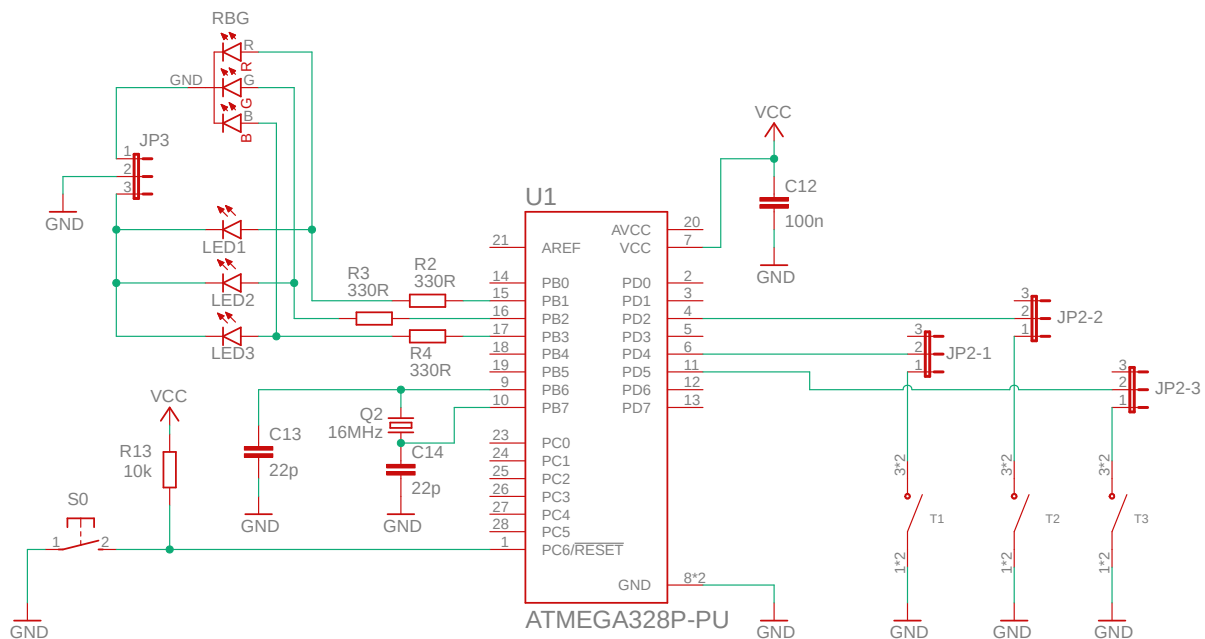 RBG
R
R
GND
G
G
B
B
JP3
1
2
3
GND
LED1
LED2
LED3
R3
330R
R2
330R
R4
330R
VCC
R13
10k
S0
1
2
GND
C13
22p
GND
Q2
16MHz
C14
22p
GND
U1
21
AREF
14
PB0
15
PB1
16
PB2
17
PB3
18
PB4
19
PB5
9
PB6
10
PB7
23
PC0
24
PC1
25
PC2
26
PC3
27
PC4
28
PC5
1
PC6/RESET
AVCC
20
VCC
7
PD0
2
PD1
3
PD2
4
PD3
5
PD4
6
PD5
11
PD6
12
PD7
13
GND
8*2
ATMEGA328P-PU
GND
VCC
C12
100n
GND
3
2
1
JP2-1
3
2
1
JP2-2
3
2
1
JP2-3
3*2
T1
1*2
GND
3*2
T2
1*2
GND
3*2
T3
1*2
GND